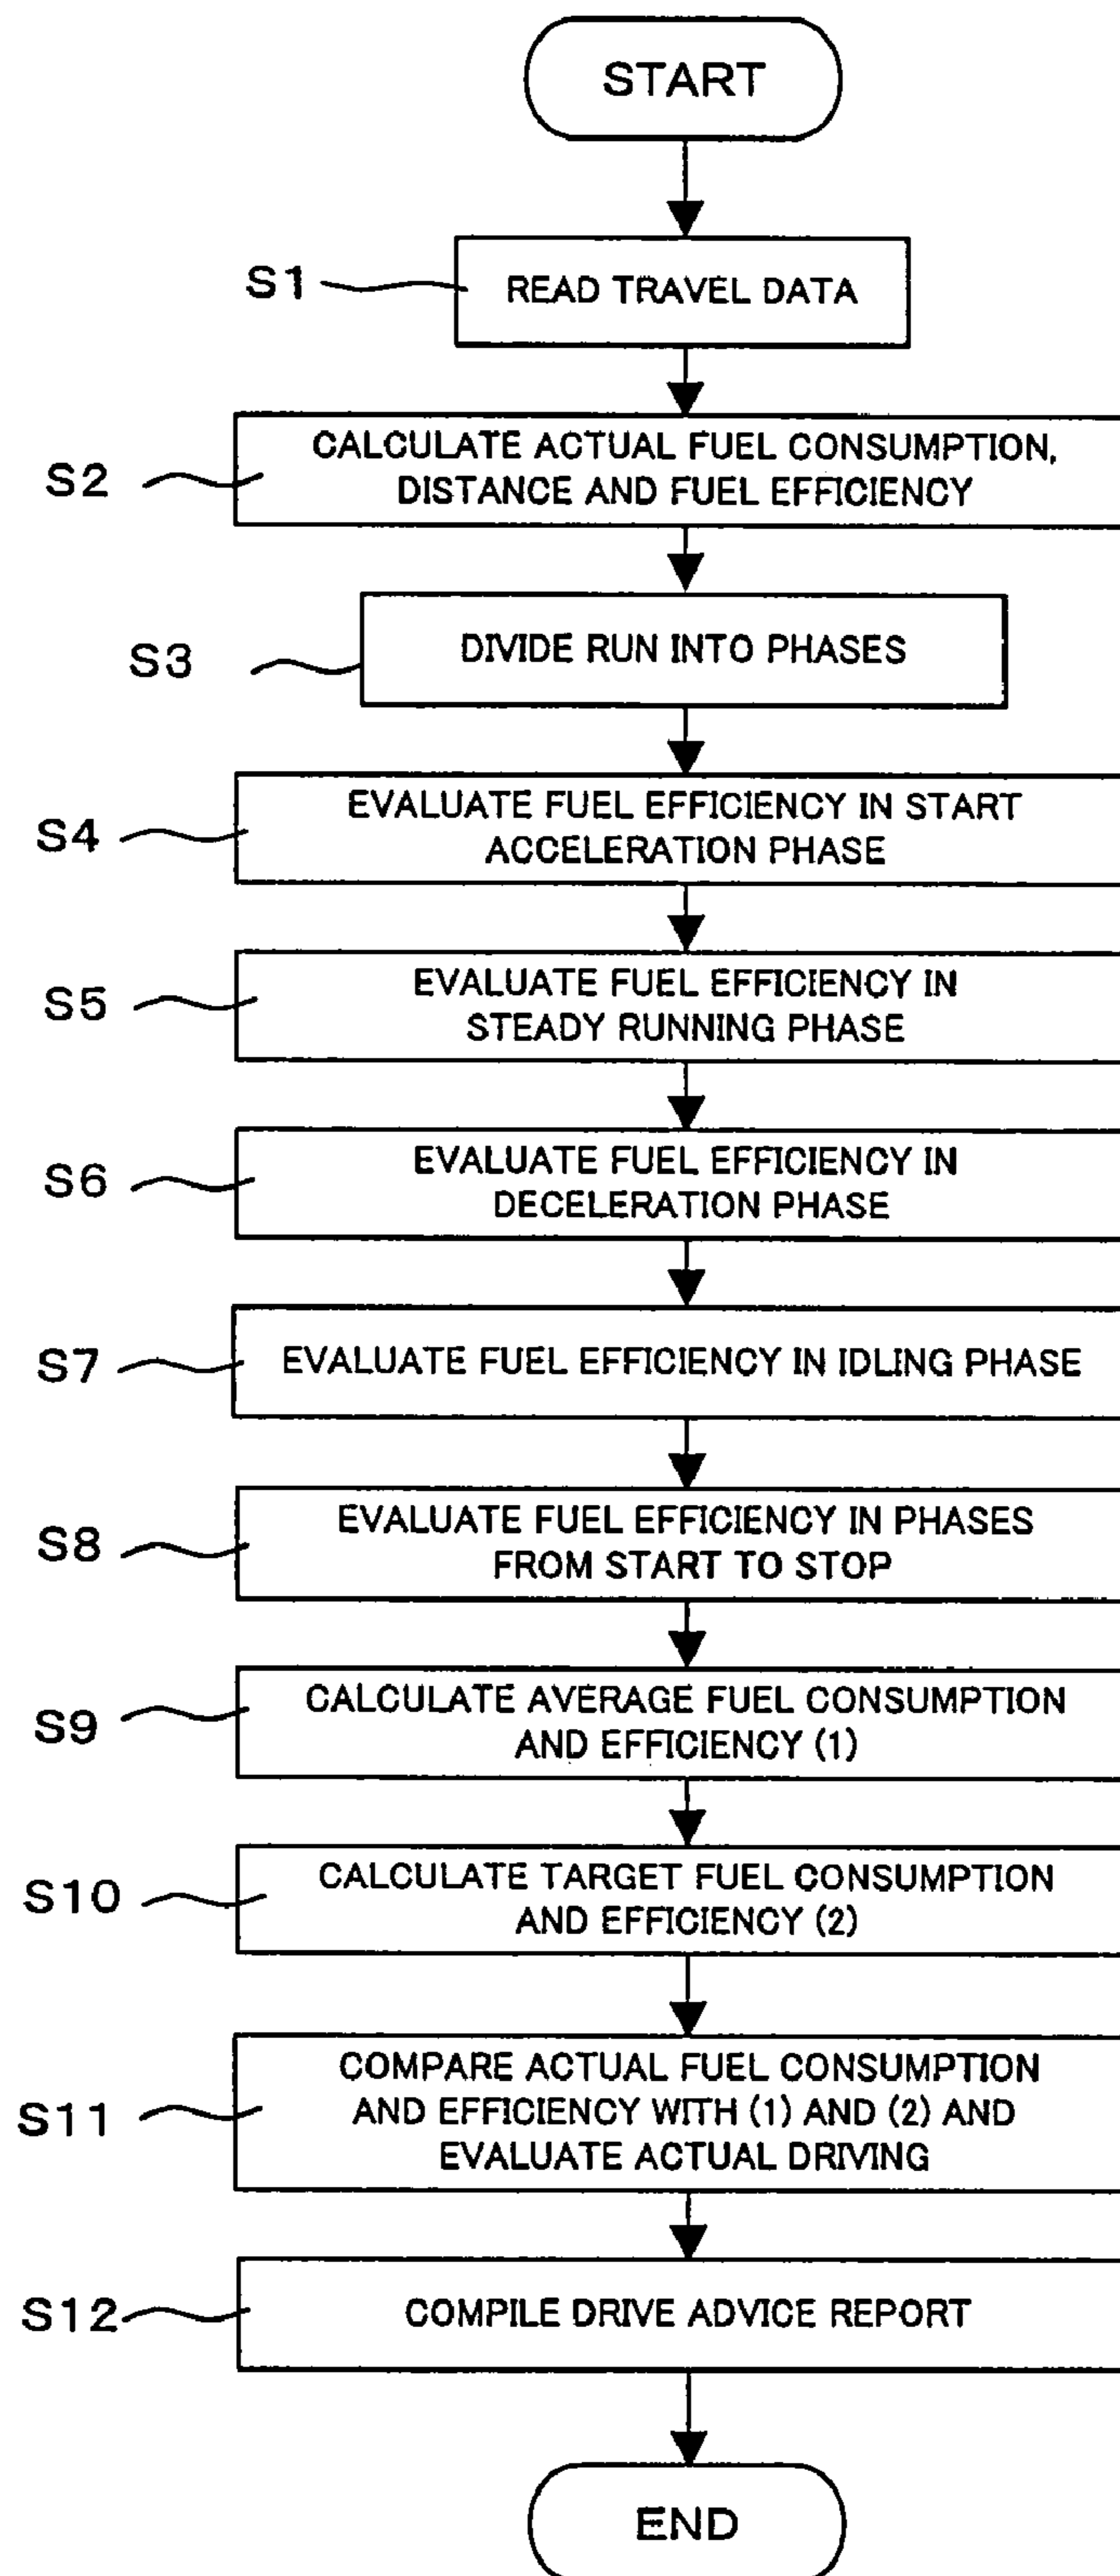 START
S1
READ TRAVEL DATA
S2
CALCULATE ACTUAL FUEL CONSUMPTION,
DISTANCE AND FUEL EFFICIENCY
S3
DIVIDE RUN INTO PHASES
S4
EVALUATE FUEL EFFICIENCY IN START
ACCELERATION PHASE
S5
EVALUATE FUEL EFFICIENCY IN
STEADY RUNNING PHASE
S6
EVALUATE FUEL EFFICIENCY IN
DECELERATION PHASE
S7
EVALUATE FUEL EFFICIENCY IN IDLING PHASE
S8
EVALUATE FUEL EFFICIENCY IN PHASES
FROM START TO STOP
S9
CALCULATE AVERAGE FUEL CONSUMPTION
AND EFFICIENCY (1)
S10
CALCULATE TARGET FUEL CONSUMPTION
AND EFFICIENCY (2)
S11
COMPARE ACTUAL FUEL CONSUMPTION
AND EFFICIENCY WITH (1) AND (2) AND
EVALUATE ACTUAL DRIVING
S12
COMPILE DRIVE ADVICE REPORT
END